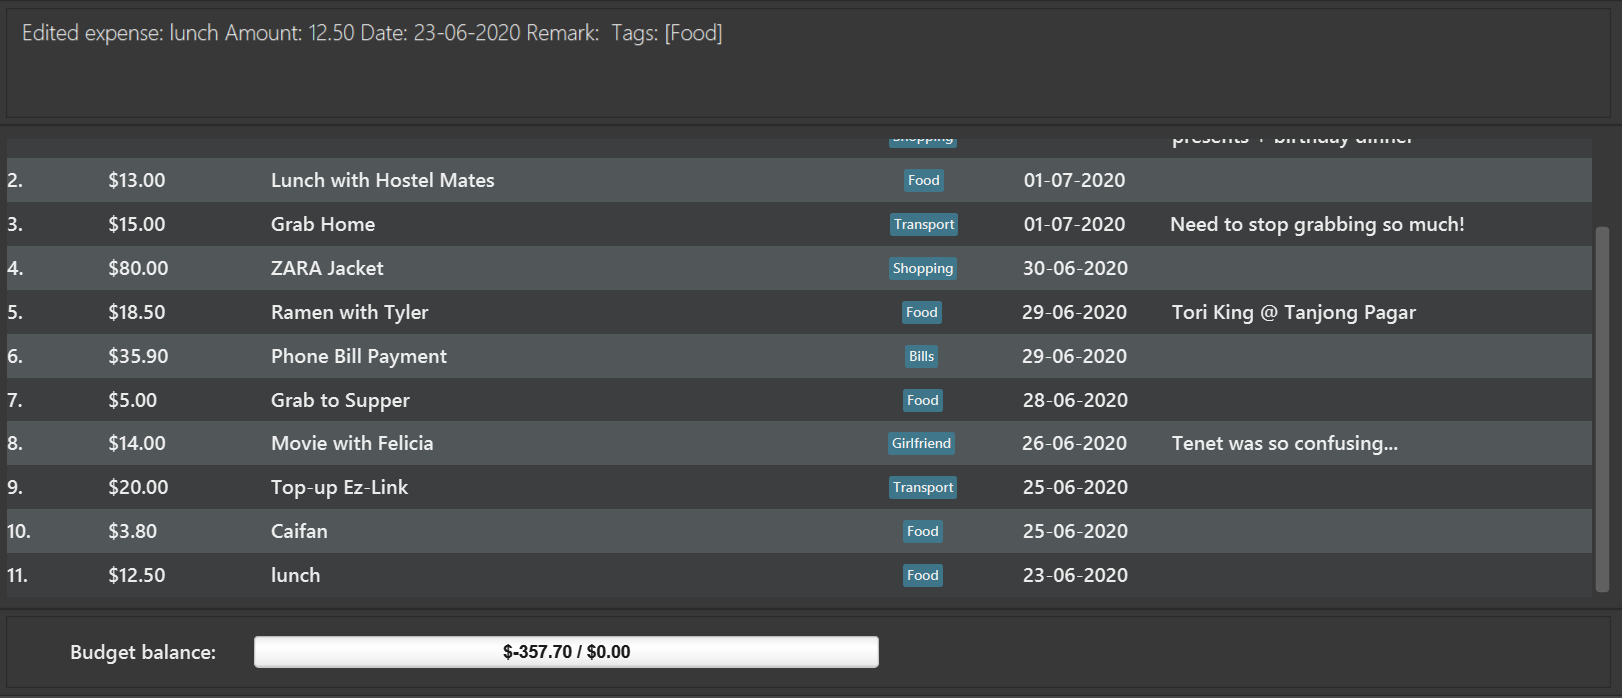 Edited expense: lunch Amount: 12.50 Date: 23-06-2020 Remark: Tags: [Food]
Shopping presents + birthday dinner
2. $13.00 Lunch with Hostel Mates Food 01-07-2020
3. $15.00 Grab Home Transport 01-07-2020 Need to stop grabbing so much!
4. $80.00 ZARA Jacket Shopping 30-06-2020
5. $18.50 Ramen with Tyler Food 29-06-2020 Tori King @ Tanjong Pagar
6. $35.90 Phone Bill Payment Bills 29-06-2020
7. $5.00 Grab to Supper Food 28-06-2020
8. $14.00 Movie with Felicia Girlfriend 26-06-2020 Tenet was so confusing...
9. $20.00 Top-up Ez-Link Transport 25-06-2020
10. $3.80 Caifan Food 25-06-2020
11. $12.50 lunch Food 23-06-2020
Budget balance: $-357.70 / $0.00